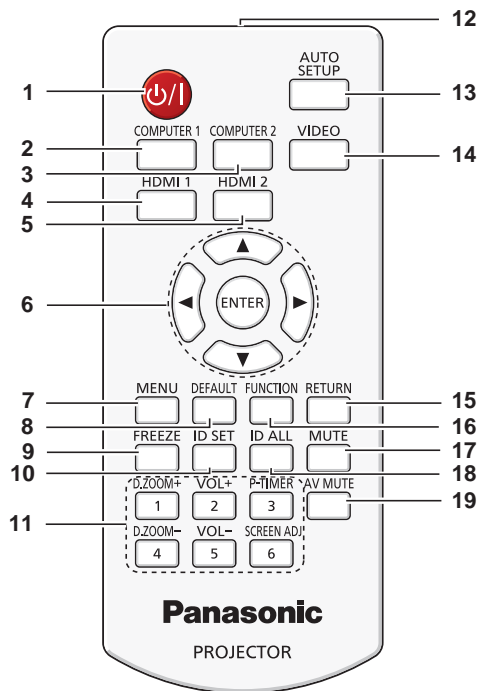 12
AUTO
SETUP
1
13
COMPUTER 1 COMPUTER 2 VIDEO
2
14
3
HDMI 1 HDMI 2
4
5
6
ENTER
MENU DEFAULT FUNCTION RETURN
7
15
8
16
FREEZE ID SET ID ALL MUTE
9
17
10
18
D.ZOOM+ VOL+ P-TIMER AV MUTE
19
11
1 2 3
D.ZOOM- VOL- SCREEN ADJ
4 5 6
Panasonic
PROJECTOR